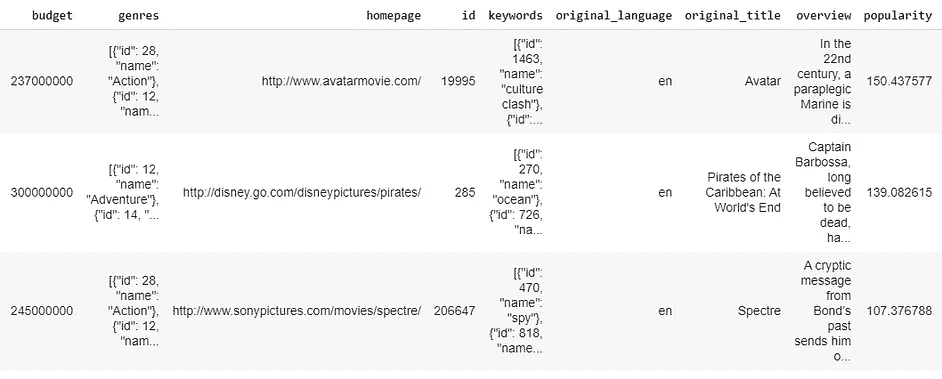 budget genres homepage id keywords original_language original_title overview popularity
237000000 [{"id": 28, "name": "Action"}, {"id": 12, "nam... http://www.avatarmovie.com/ 19995 [{"id": 1463, "name": "culture clash"}, {"id":... en Avatar In the 22nd century, a paraplegic Marine is di... 150.437577
300000000 [{"id": 12, "name": "Adventure"}, {"id": 14, "... http://disney.go.com/disneypictures/pirates/ 285 [{"id": 270, "name": "ocean"}, {"id": 726, "na... en Pirates of the Caribbean: At World's End Captain Barbossa, long believed to be dead, ha... 139.082615
245000000 [{"id": 28, "name": "Action"}, {"id": 12, "nam... http://www.sonypictures.com/movies/spectre/ 206647 [{"id": 470, "name": "spy"}, {"id": 818, "name... en Spectre A cryptic message from Bond's past sends him o... 107.376788